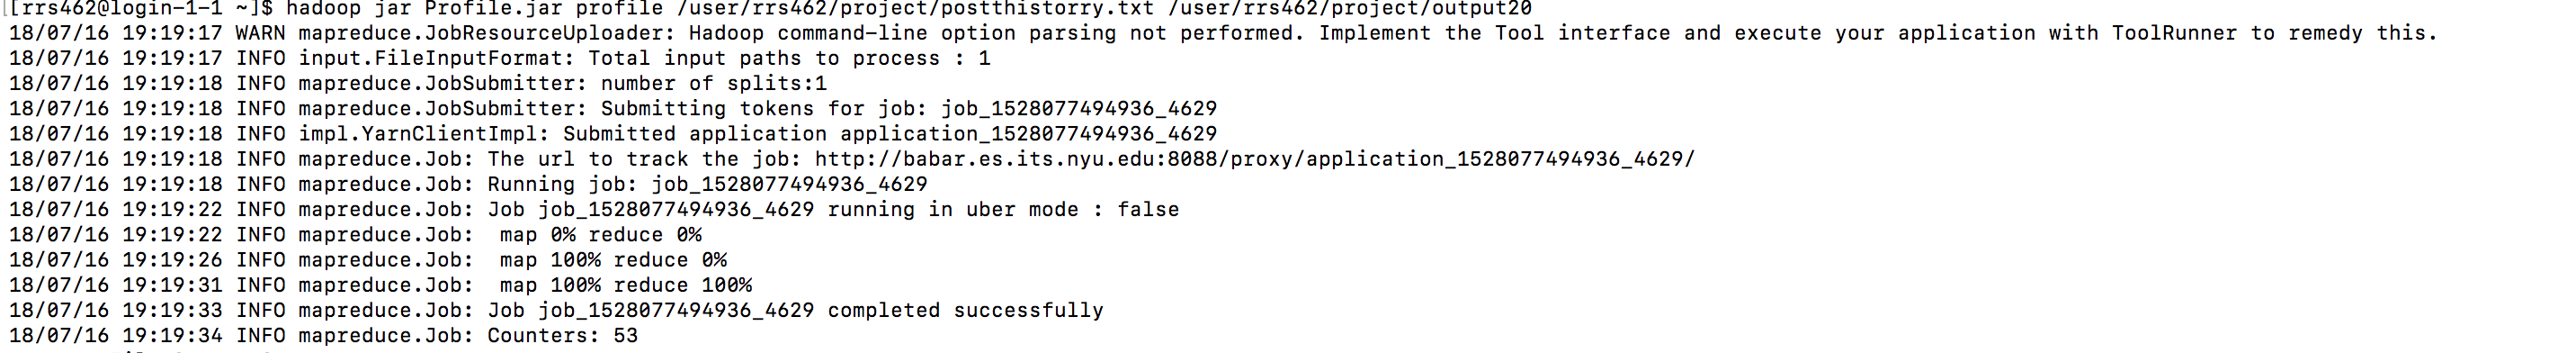 [[rrs462@login-1-1 ~]$ hadoop jar Profile.jar profile /user/rrs462/project/postthistorry.txt /user/rrs462/project/output20
18/07/16 19:19:17 WARN mapreduce.JobResourceUploader: Hadoop command-line option parsing not performed. Implement the Tool interface and execute your application with ToolRunner to remedy this.
18/07/16 19:19:17 INFO input.FileInputFormat: Total input paths to process : 1
18/07/16 19:19:18 INFO mapreduce.JobSubmitter: number of splits:1
18/07/16 19:19:18 INFO mapreduce.JobSubmitter: Submitting tokens for job: job_1528077494936_4629
18/07/16 19:19:18 INFO impl.YarnClientImpl: Submitted application application_1528077494936_4629
18/07/16 19:19:18 INFO mapreduce.Job: The url to track the job: http://babar.es.its.nyu.edu:8088/proxy/application_1528077494936_4629/
18/07/16 19:19:18 INFO mapreduce.Job: Running job: job_1528077494936_4629
18/07/16 19:19:22 INFO mapreduce.Job: Job job_1528077494936_4629 running in uber mode : false
18/07/16 19:19:22 INFO mapreduce.Job:  map 0% reduce 0%
18/07/16 19:19:26 INFO mapreduce.Job:  map 100% reduce 0%
18/07/16 19:19:31 INFO mapreduce.Job:  map 100% reduce 100%
18/07/16 19:19:33 INFO mapreduce.Job: Job job_1528077494936_4629 completed successfully
18/07/16 19:19:34 INFO mapreduce.Job: Counters: 53